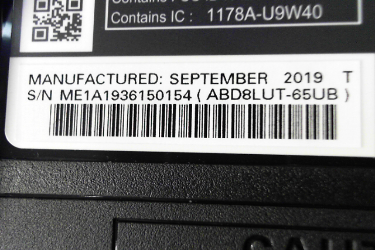 Contains IC : 1178A-U9W40
MANUFACTURED: SEPTEMBER 2019 T
S/N ME1A1936150154 ( ABD8LUT-65UB )